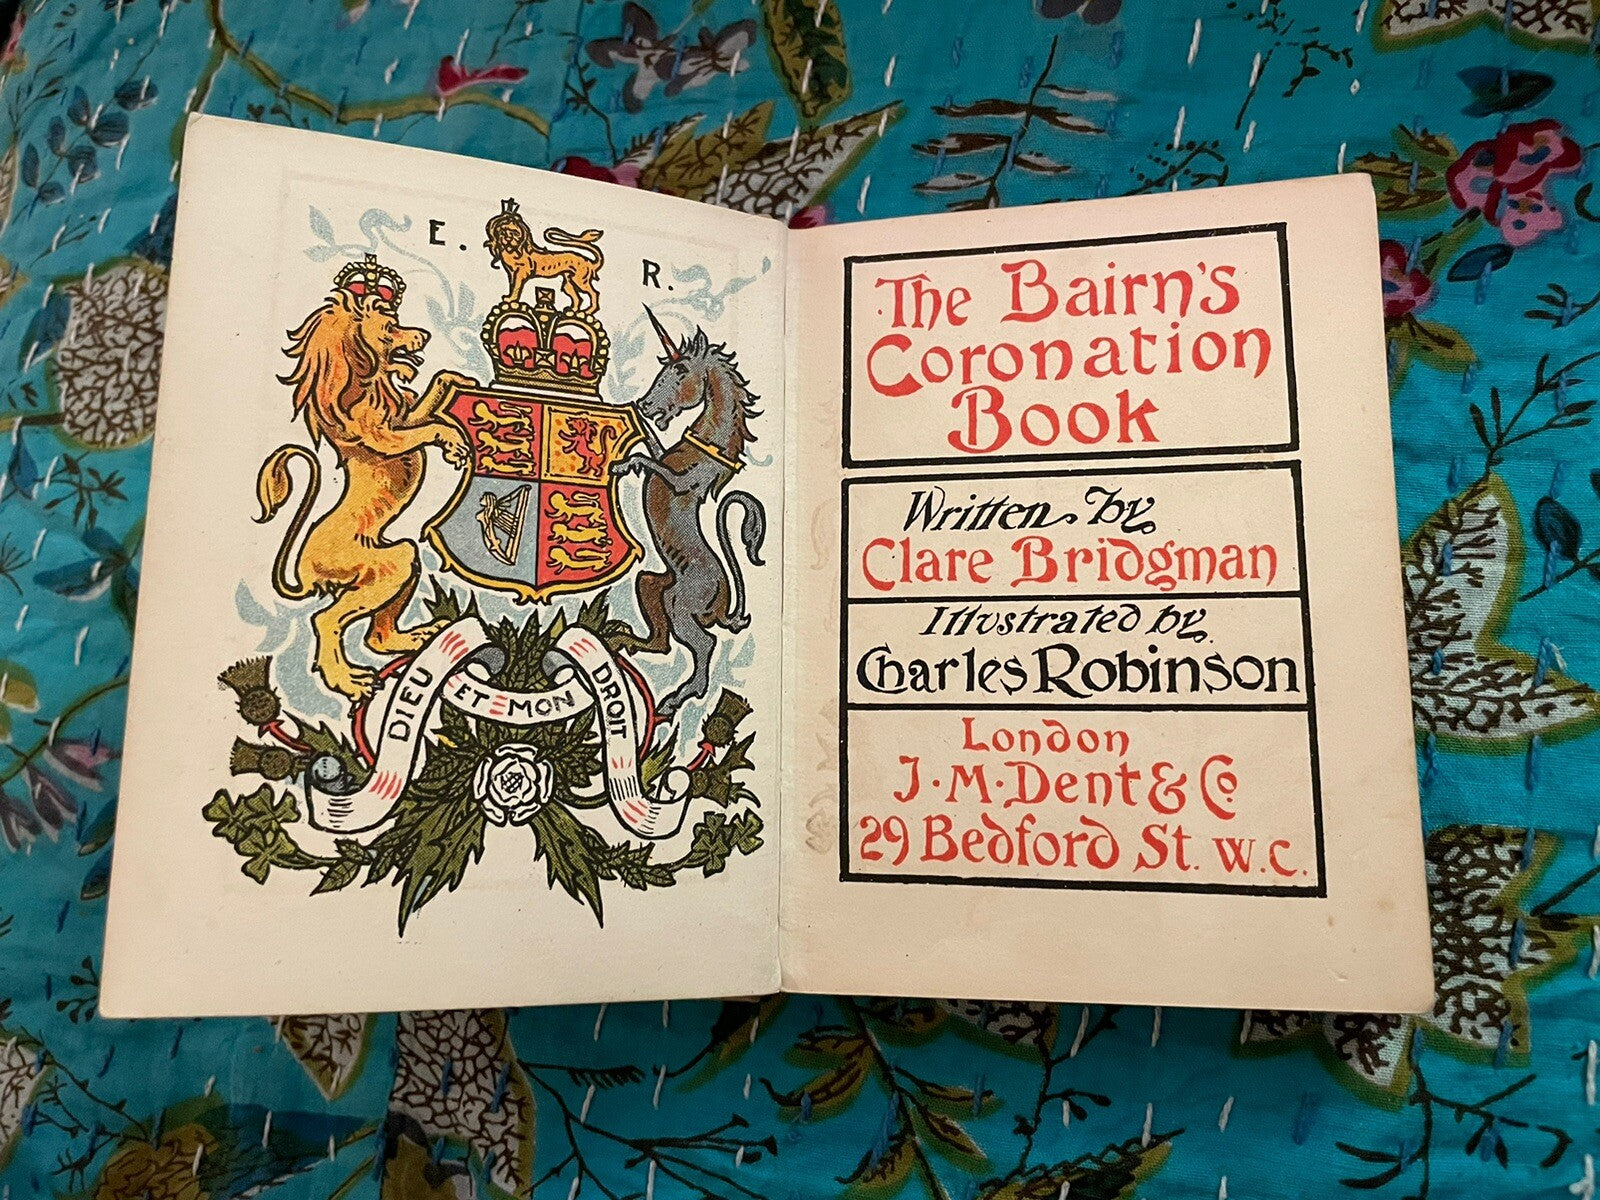 E. R.
DIEU ET MON DROIT
The Bairn's
Coronation
Book
Written by
Clare Bridgman
Illustrated by
Charles Robinson
London
J. M. Dent & Co.
29 Bedford St. W.C.